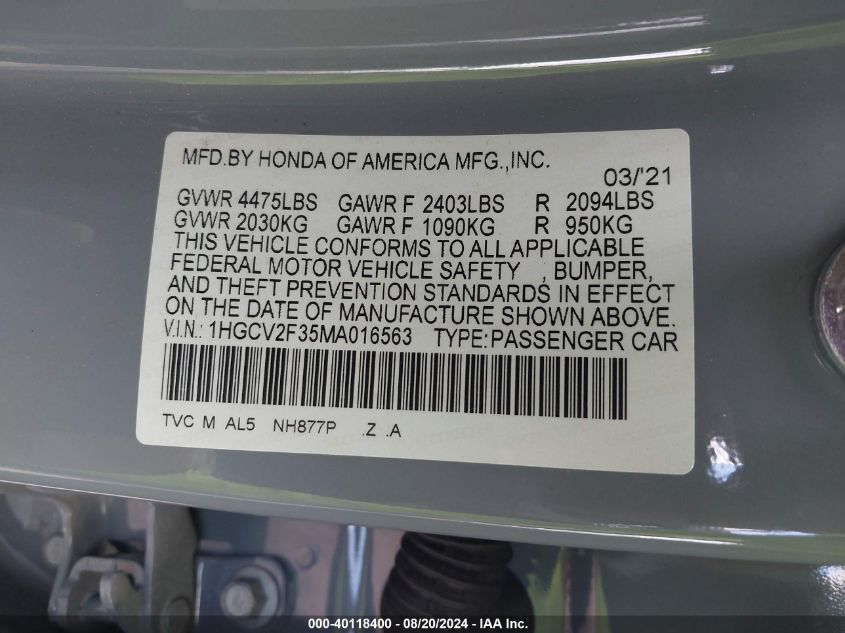 MFD.BY HONDA OF AMERICA MFG.,INC.
03/'21
GVWR 4475LBS GAWR F 2403LBS R 2094LBS
GVWR 2030KG GAWR F 1090KG R 950KG
THIS VEHICLE CONFORMS TO ALL APPLICABLE
FEDERAL MOTOR VEHICLE SAFETY , BUMPER,
AND THEFT PREVENTION STANDARDS IN EFFECT
ON THE DATE OF MANUFACTURE SHOWN ABOVE.
V.I.N.: 1HGCV2F35MA016563 TYPE:PASSENGER CAR
TVC M AL5 NH877P .Z .A
000-40118400 - 08/20/2024 - IAA Inc.